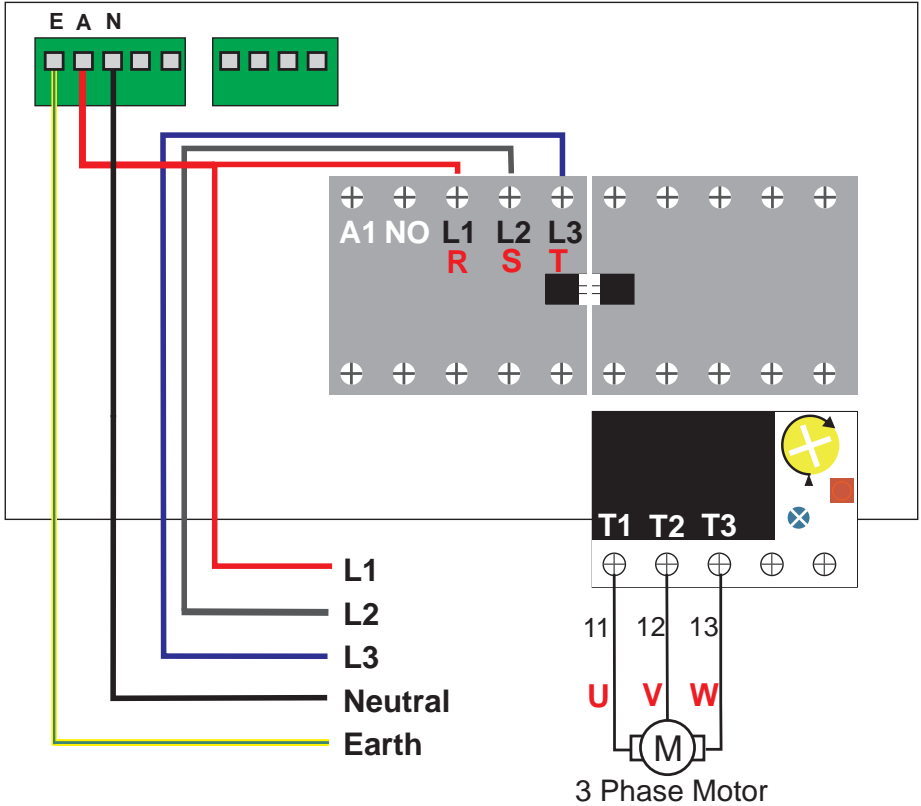 E A N
A1 NO L1 L2 L3
R S T
T1 T2 T3
L1
L2
L3
Neutral
Earth
11 12 13
U V W
M
3 Phase Motor